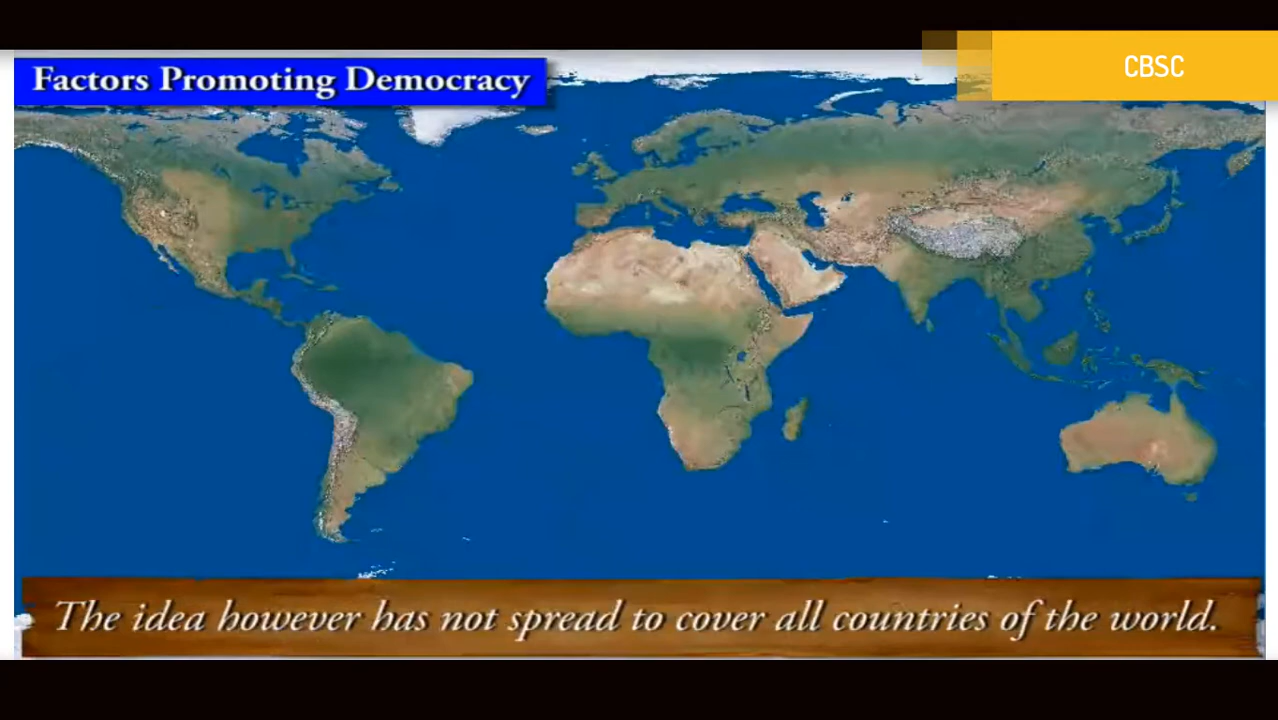 Factors Promoting Democracy
CBSC
The idea however has not spread to cover all countries of the world.